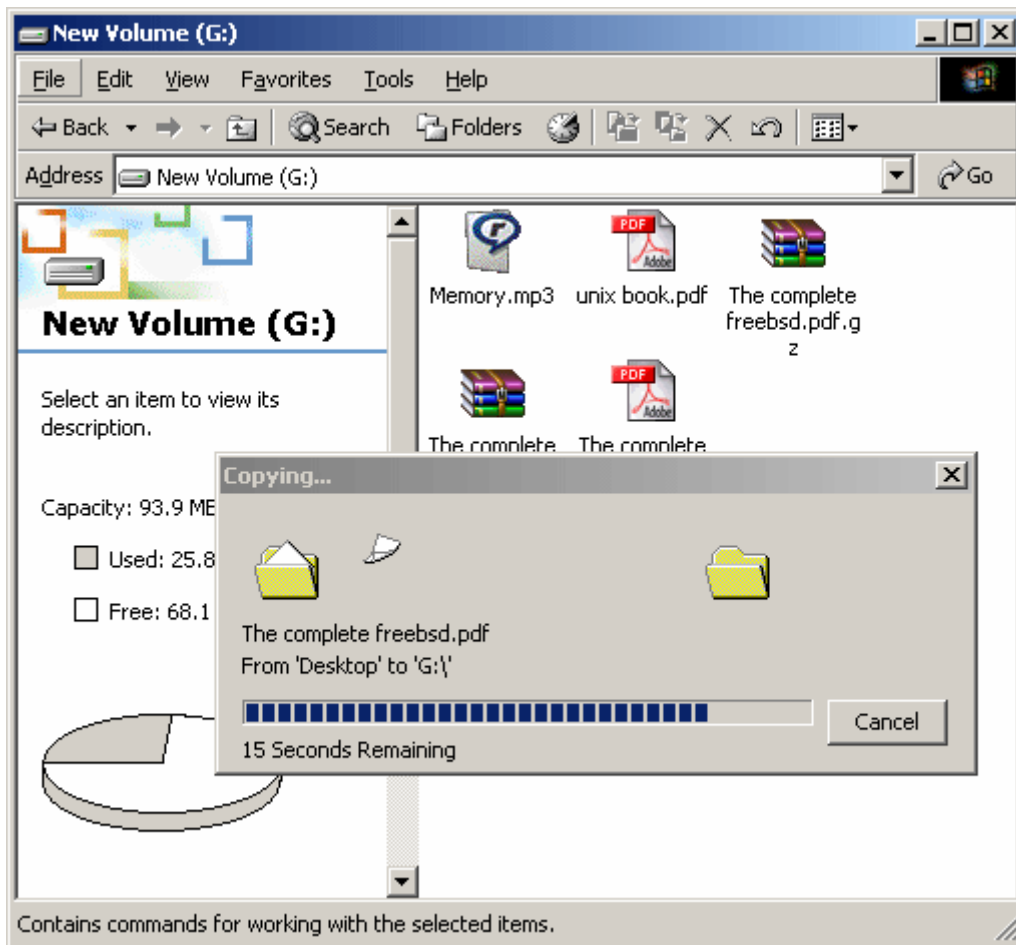 New Volume (G:)
File Edit View Favorites Tools Help
Back Search Folders
Address New Volume (G:) Go
New Volume (G:)
Select an item to view its
description.
Capacity: 93.9 MB
Used: 25.8
Free: 68.1
Memory.mp3 unix book.pdf The complete
freebsd.pdf.g
z
The complete The complete
Copying...
The complete freebsd.pdf
From 'Desktop' to 'G:\'
15 Seconds Remaining
Cancel
Contains commands for working with the selected items.
PDF
Adobe
PDF
Adobe